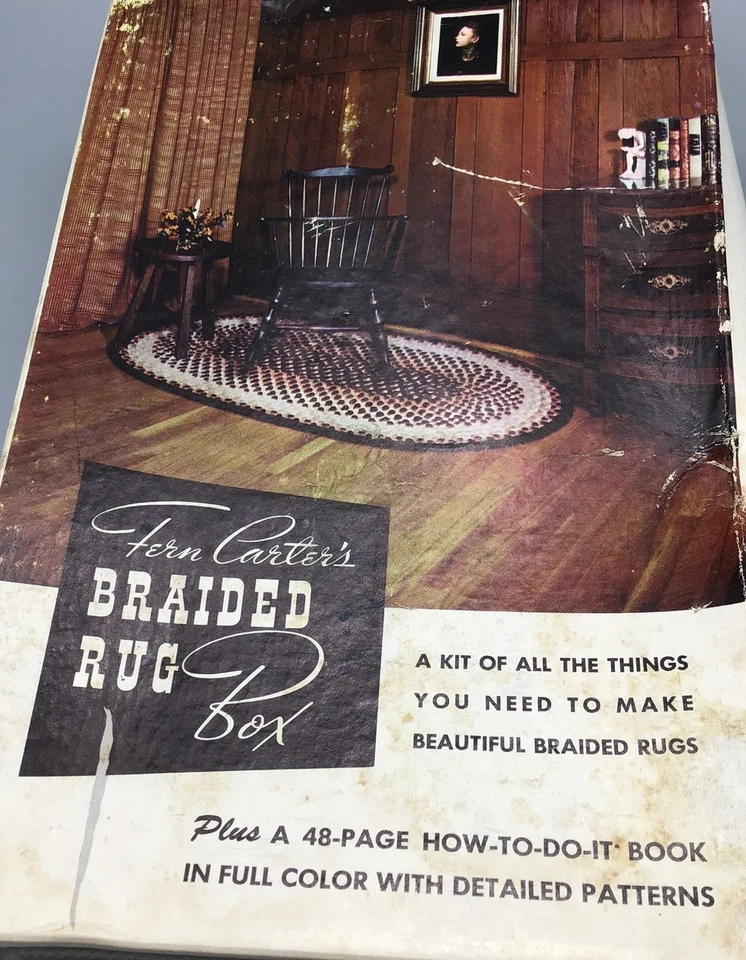 Fern Carter's
BRAIDED
RUG Box
A KIT OF ALL THE THINGS
YOU NEED TO MAKE
BEAUTIFUL BRAIDED RUGS
Plus A 48-PAGE HOW-TO-DO-IT BOOK
IN FULL COLOR WITH DETAILED PATTERNS